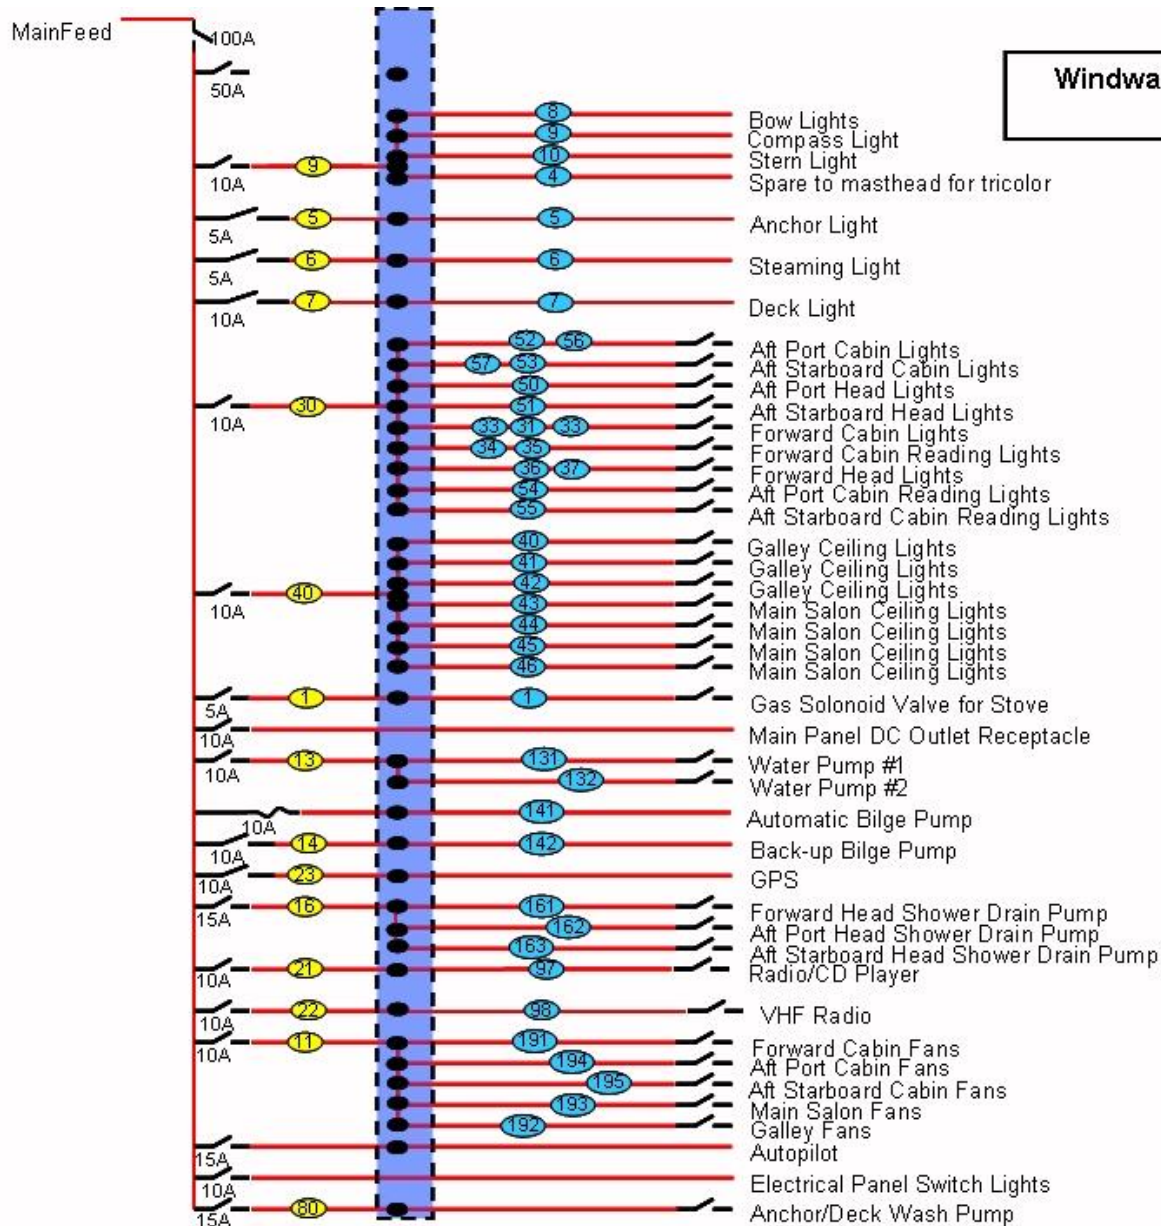 MainFeed
100A
50A
Windwa
8 Bow Lights
9 Compass Light
10 Stern Light
10A 9
4 Spare to masthead for tricolor
5A 5 5 Anchor Light
5A 6 6 Steaming Light
10A 7 7 Deck Light
52 56 Aft Port Cabin Lights
57 53 Aft Starboard Cabin Lights
50 Aft Port Head Lights
10A 30 51 Aft Starboard Head Lights
33 31 33 Forward Cabin Lights
34 35 Forward Cabin Reading Lights
36 37 Forward Head Lights
54 Aft Port Cabin Reading Lights
55 Aft Starboard Cabin Reading Lights
40 Galley Ceiling Lights
41 Galley Ceiling Lights
42 Galley Ceiling Lights
10A 40
43 Main Salon Ceiling Lights
44 Main Salon Ceiling Lights
45 Main Salon Ceiling Lights
46 Main Salon Ceiling Lights
5A 1 1 Gas Solonoid Valve for Stove
10A Main Panel DC Outlet Receptacle
10A 13 131 Water Pump #1
132 Water Pump #2
10A 141 Automatic Bilge Pump
10A 14 142 Back-up Bilge Pump
10A 23 GPS
15A 16 161 Forward Head Shower Drain Pump
162 Aft Port Head Shower Drain Pump
163 Aft Starboard Head Shower Drain Pump
10A 21 97 Radio/CD Player
10A 22 98 VHF Radio
10A 11 191 Forward Cabin Fans
194 Aft Port Cabin Fans
195 Aft Starboard Cabin Fans
193 Main Salon Fans
192 Galley Fans
15A Autopilot
10A Electrical Panel Switch Lights
15A 80 Anchor/Deck Wash Pump